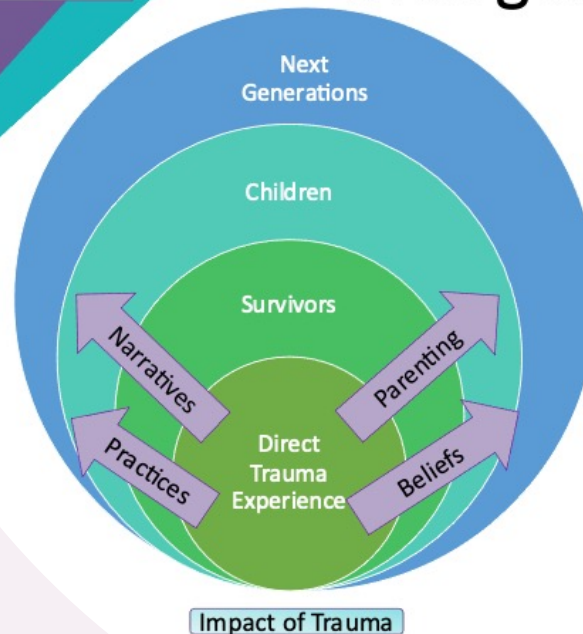 Next
Generations
Children
Survivors
Narratives
Parenting
Practices
Beliefs
Direct
Trauma
Experience
Impact of Trauma